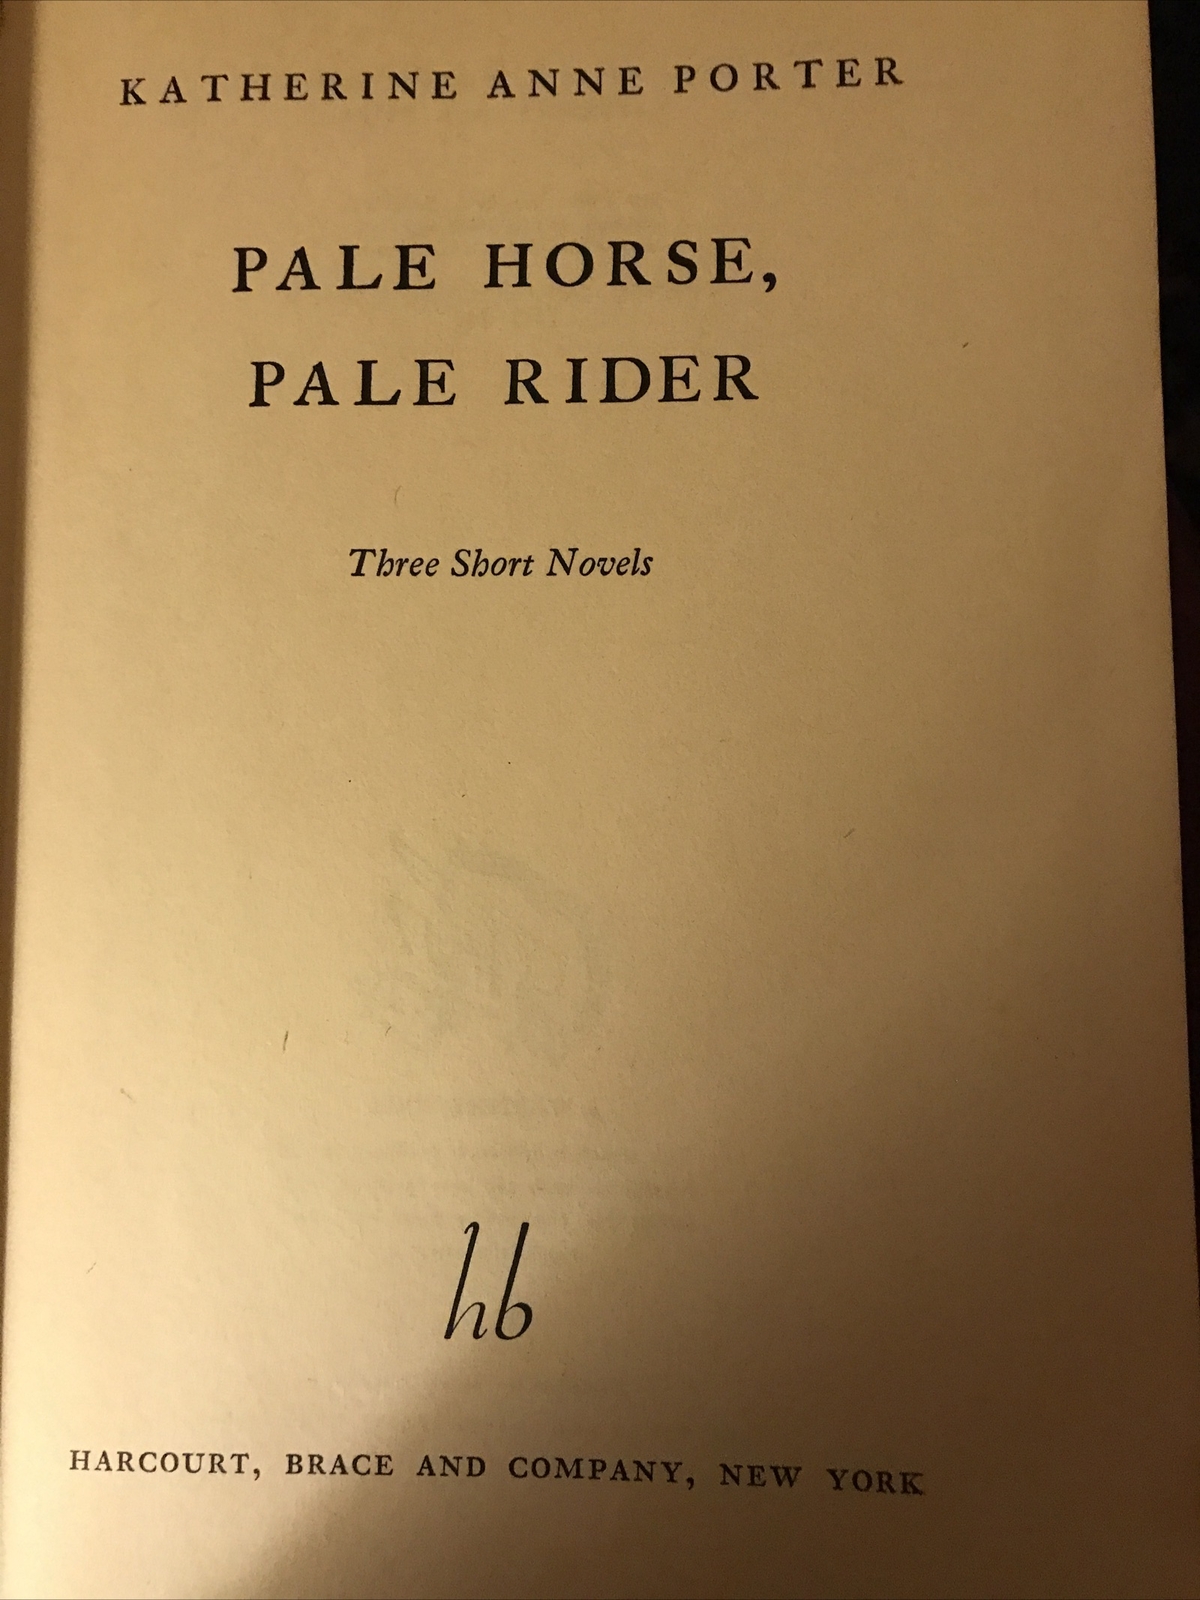 KATHERINE ANNE PORTER
PALE HORSE,
PALE RIDER
Three Short Novels
hb
HARCOURT, BRACE AND COMPANY, NEW YORK